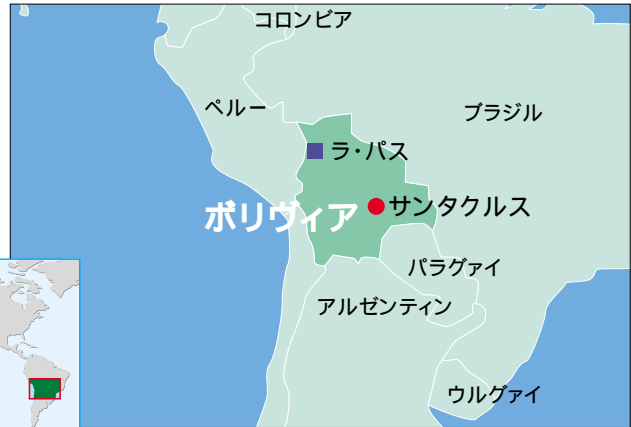 コロンビア
ペルー
ブラジル
ラ・パス
ボリヴィア
サンタクルス
パラグァイ
アルゼンティン
ウルグァイ